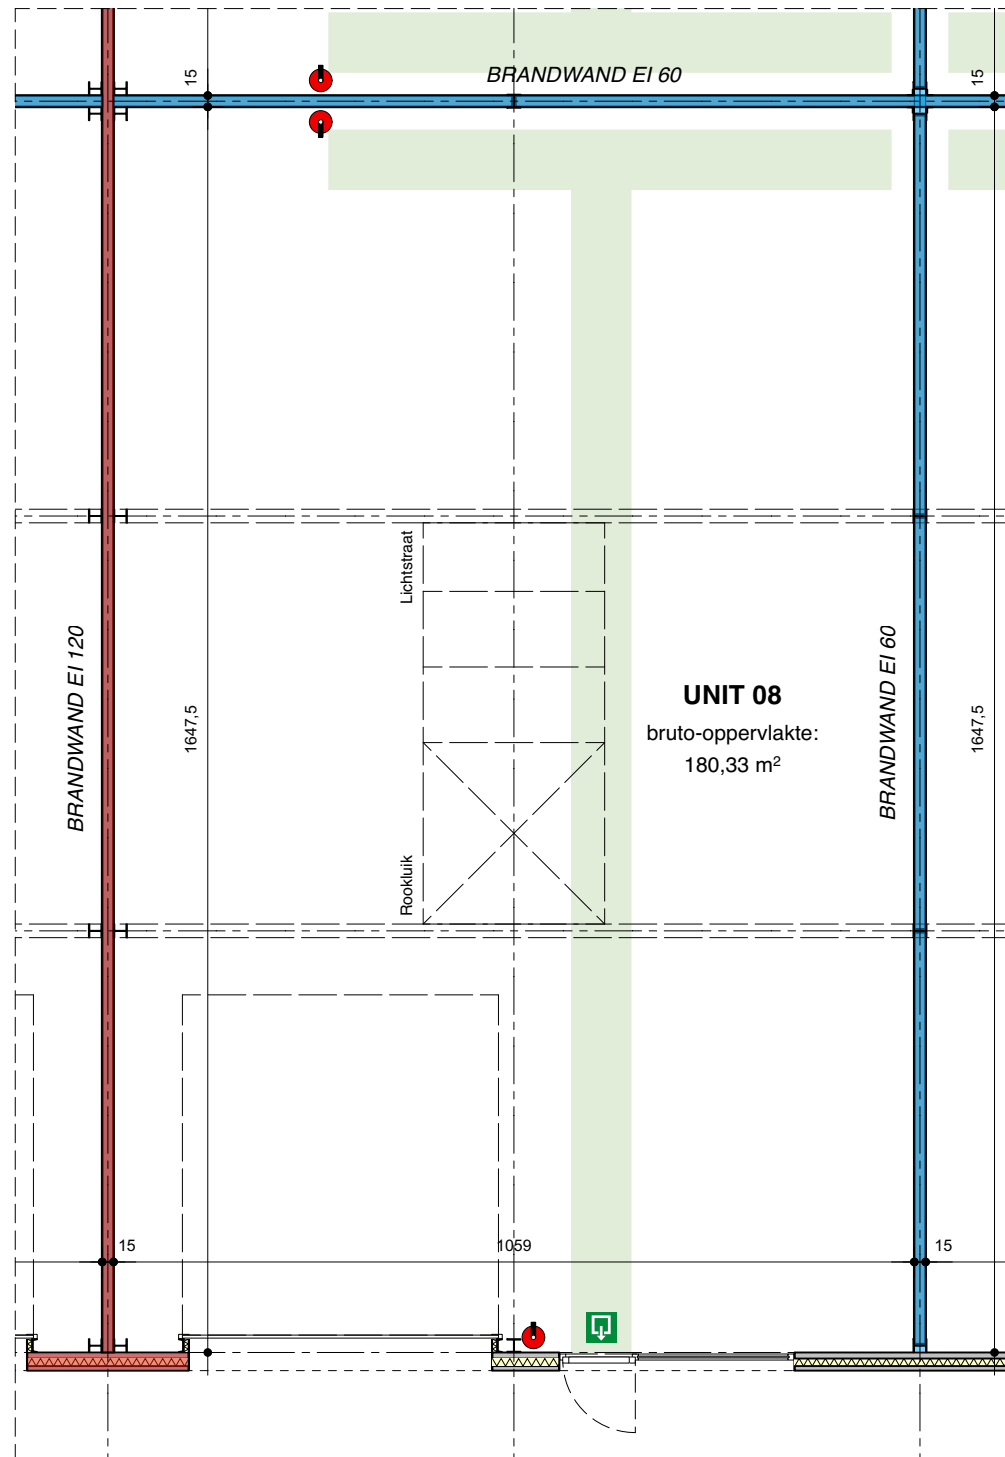 15
BRANDWAND EI 60
15
Lichtstraat
BRANDWAND EI 120
1647,5
UNIT 08
bruto-oppervlakte:
180,33 m²
BRANDWAND EI 60
1647,5
Rookluik
15
1059
15